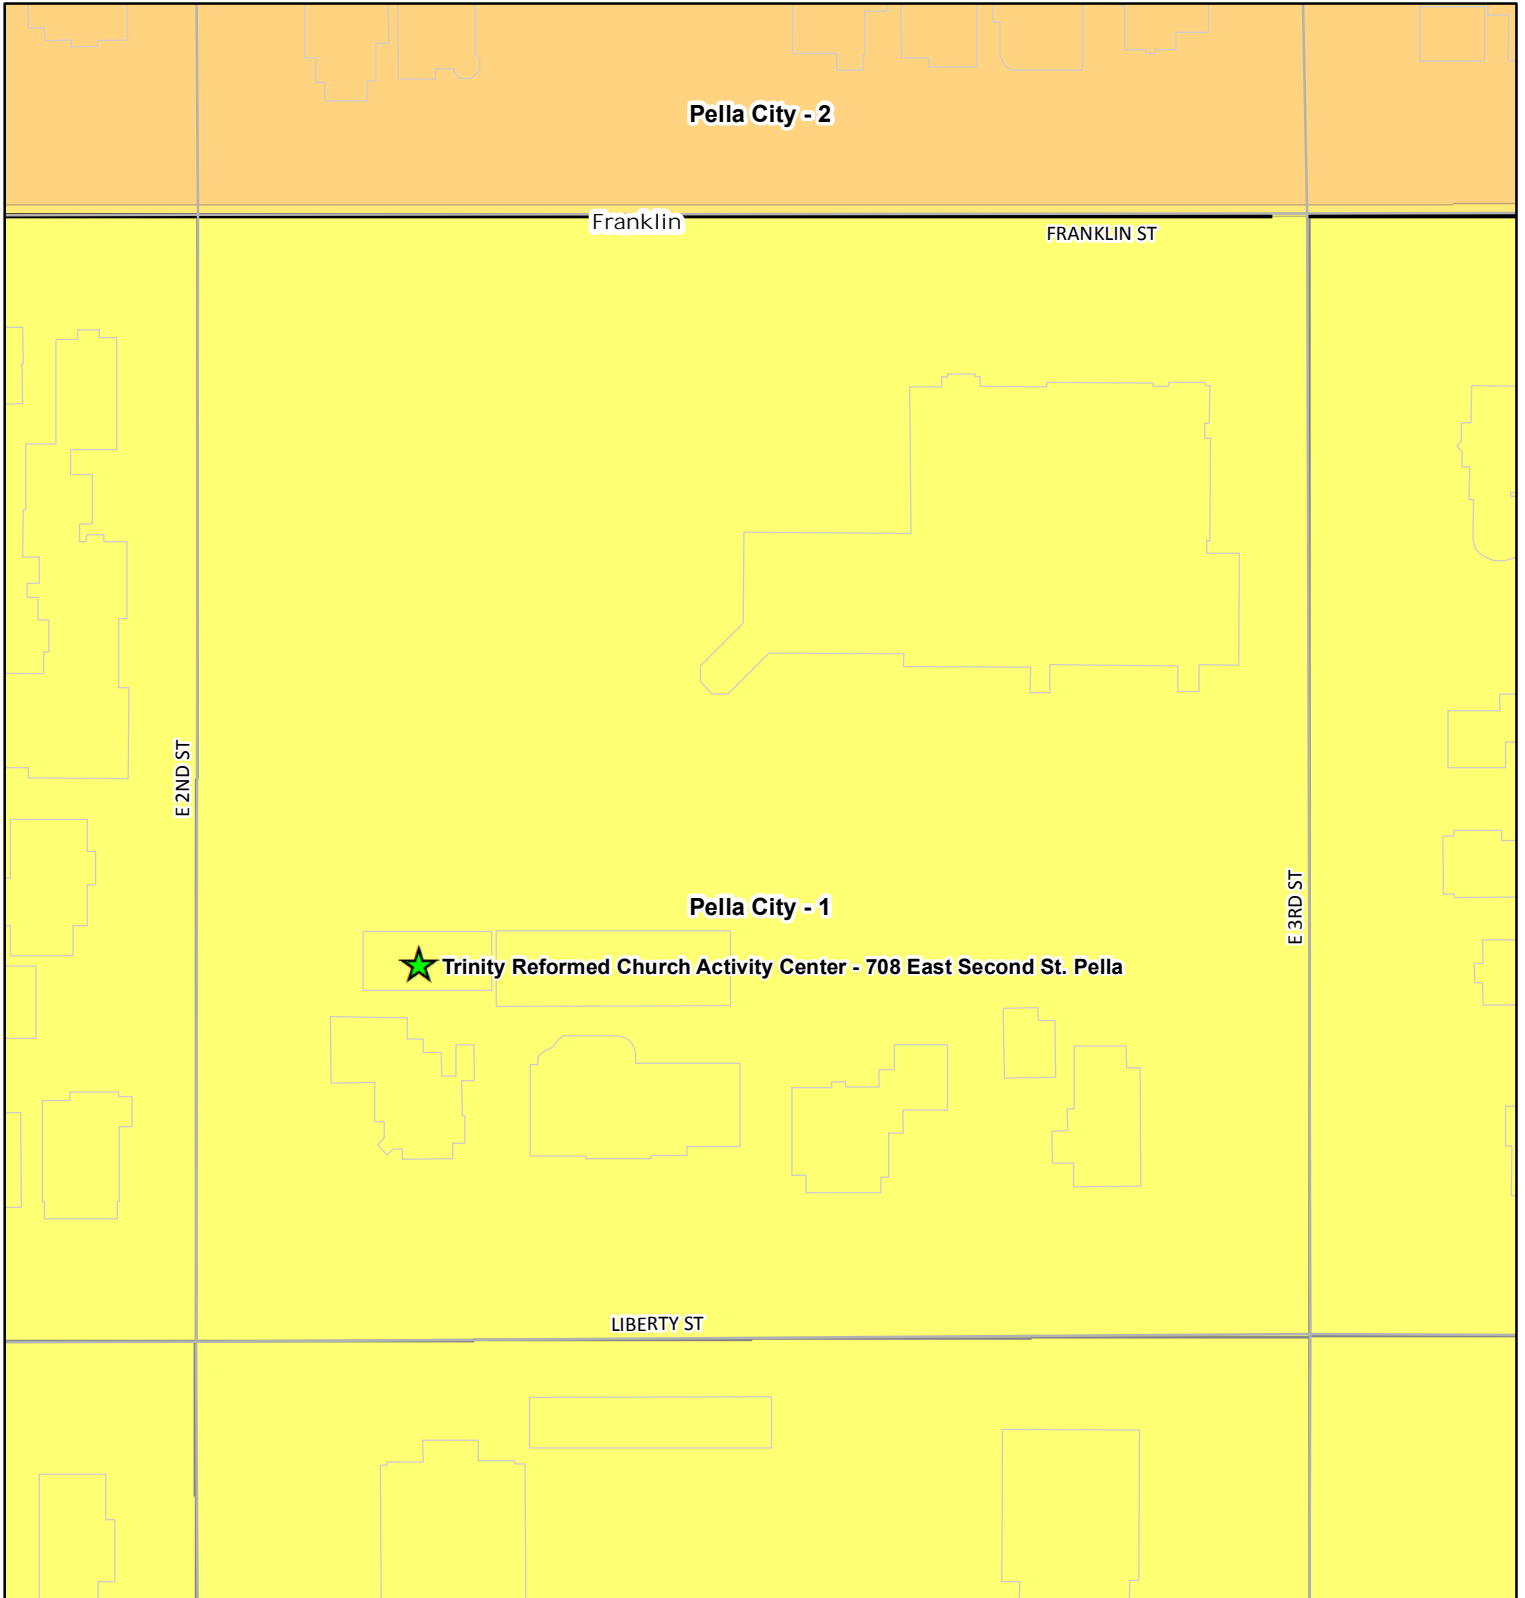 Pella City - 2
Franklin
FRANKLIN ST
E 2ND ST
E 3RD ST
Pella City - 1
Trinity Reformed Church Activity Center - 708 East Second St. Pella
LIBERTY ST